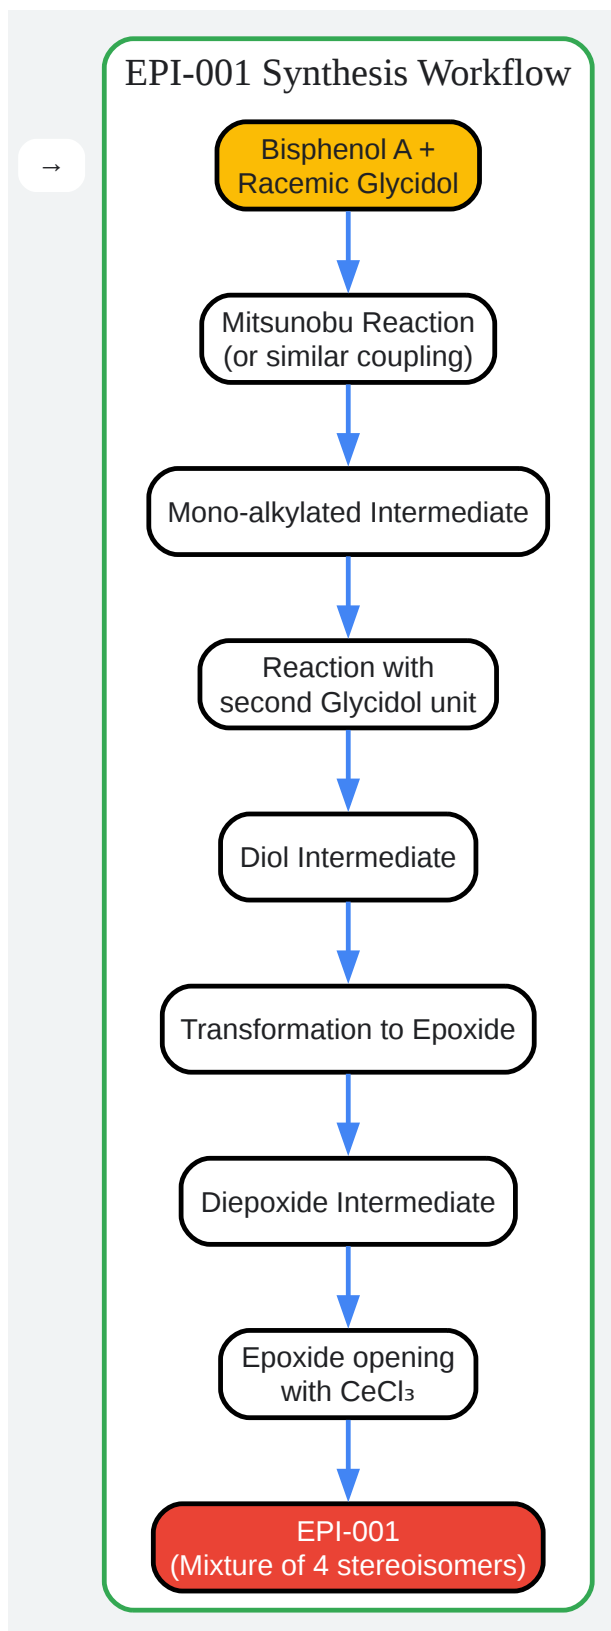 EPI-001 Synthesis Workflow
→
Bisphenol A +
Racemic Glycidol
Mitsunobu Reaction
(or similar coupling)
Mono-alkylated Intermediate
Reaction with
second Glycidol unit
Diol Intermediate
Transformation to Epoxide
Diepoxide Intermediate
Epoxide opening
with CeCl₃
EPI-001
(Mixture of 4 stereoisomers)